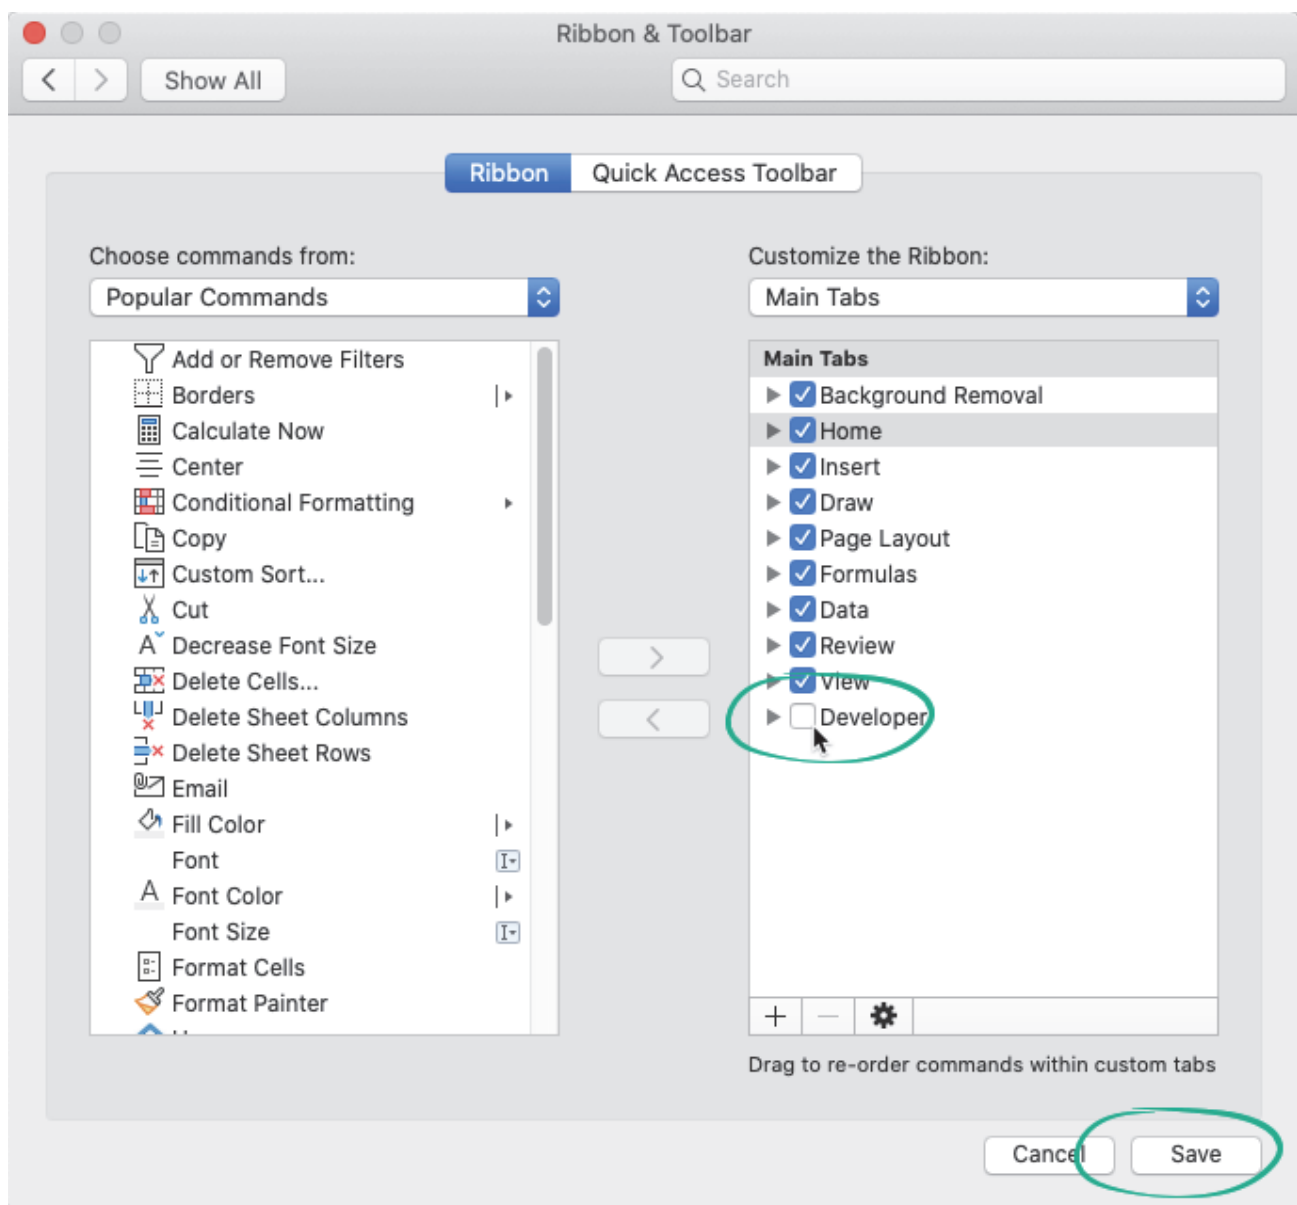 Ribbon & Toolbar
Show All
Search
Ribbon
Quick Access Toolbar
Choose commands from:
Popular Commands
Add or Remove Filters
Borders
Calculate Now
Center
Conditional Formatting
Copy
Custom Sort...
Cut
Decrease Font Size
Delete Cells...
Delete Sheet Columns
Delete Sheet Rows
Email
Fill Color
Font
Font Color
Font Size
Format Cells
Format Painter
Customize the Ribbon:
Main Tabs
Main Tabs
Background Removal
Home
Insert
Draw
Page Layout
Formulas
Data
Review
View
Developer
Drag to re-order commands within custom tabs
Cancel
Save